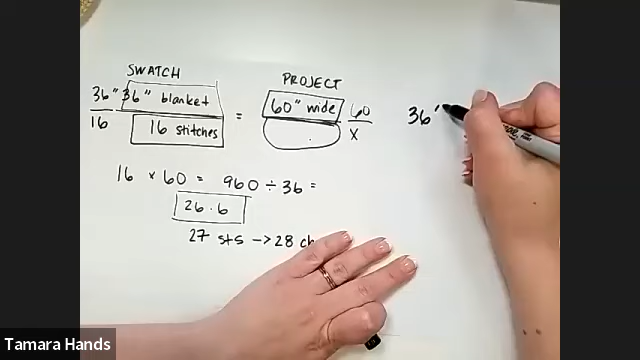 SWATCH
PROJECT
36" 36" blanket
60" wide 60
16 16 stitches = x
36"
16 × 60 = 960 ÷ 36 =
26.6
27 sts → 28 ch
Tamara Hands